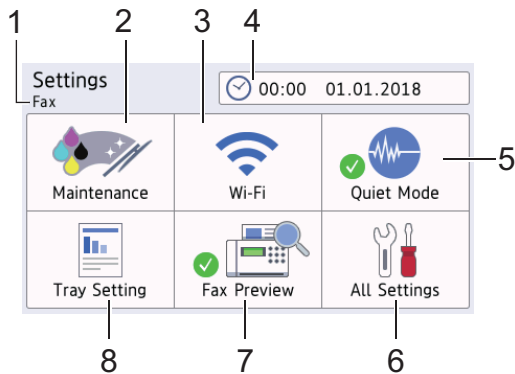 1 2 3 4
Settings
Fax
00:00 01.01.2018
Maintenance Wi-Fi Quiet Mode
5
Tray Setting Fax Preview All Settings
8 7 6